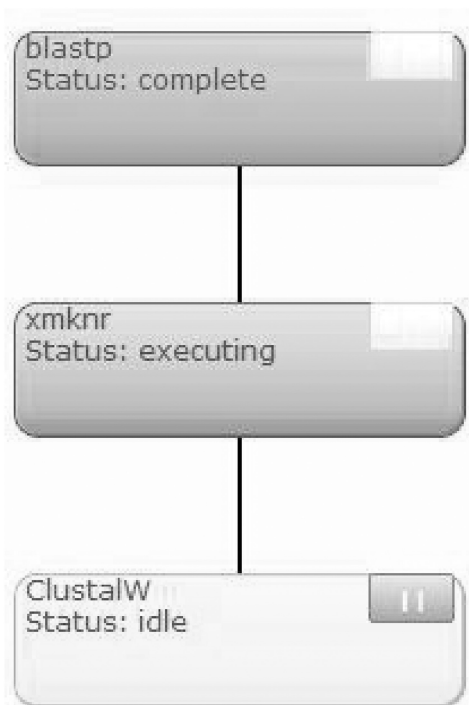 blastp
Status: complete
xmknr
Status: executing
ClustalW
Status: idle